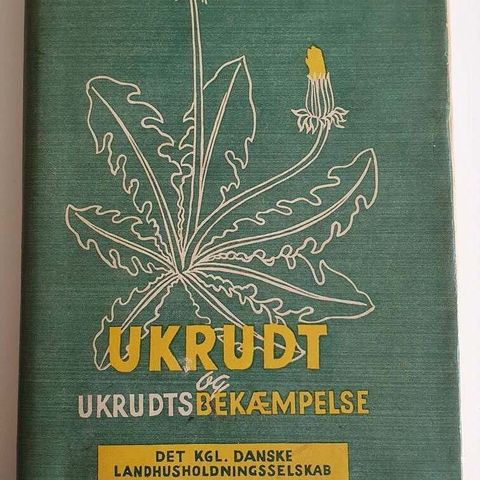 UKRUDT
og
UKRUDTSBEKÆMPELSE
DET KGL. DANSKE
LANDHUSHOLDNINGSSELSKAB